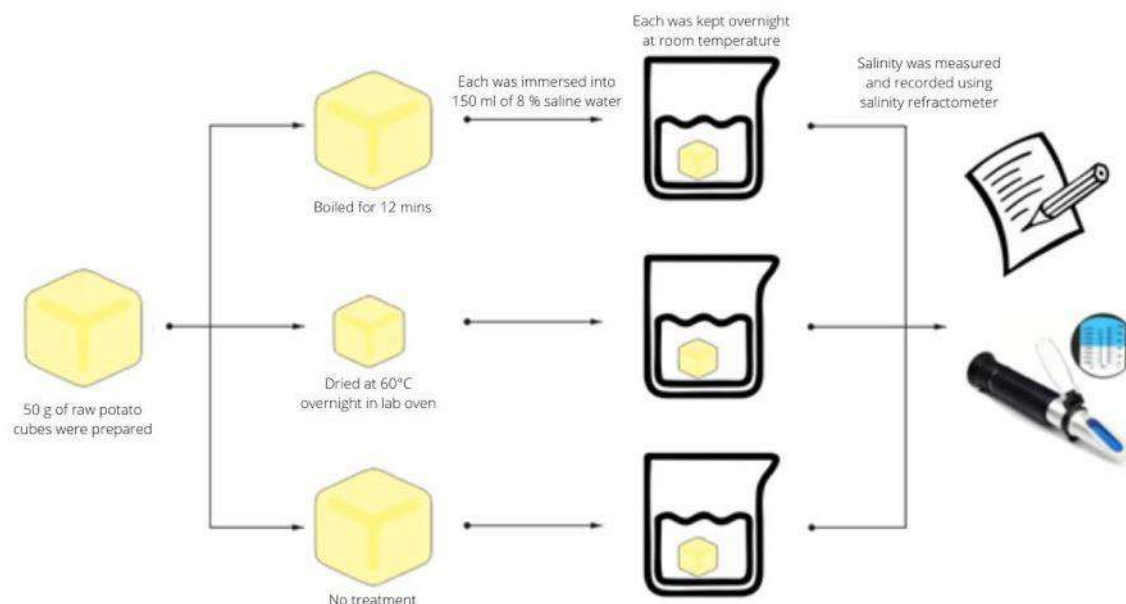 Each was kept overnight
at room temperature
Each was immersed into
150 ml of 8 % saline water
Salinity was measured
and recorded using
salinity refractometer
Boiled for 12 mins
50 g of raw potato
cubes were prepared
Dried at 60°C
overnight in lab oven
No treatment